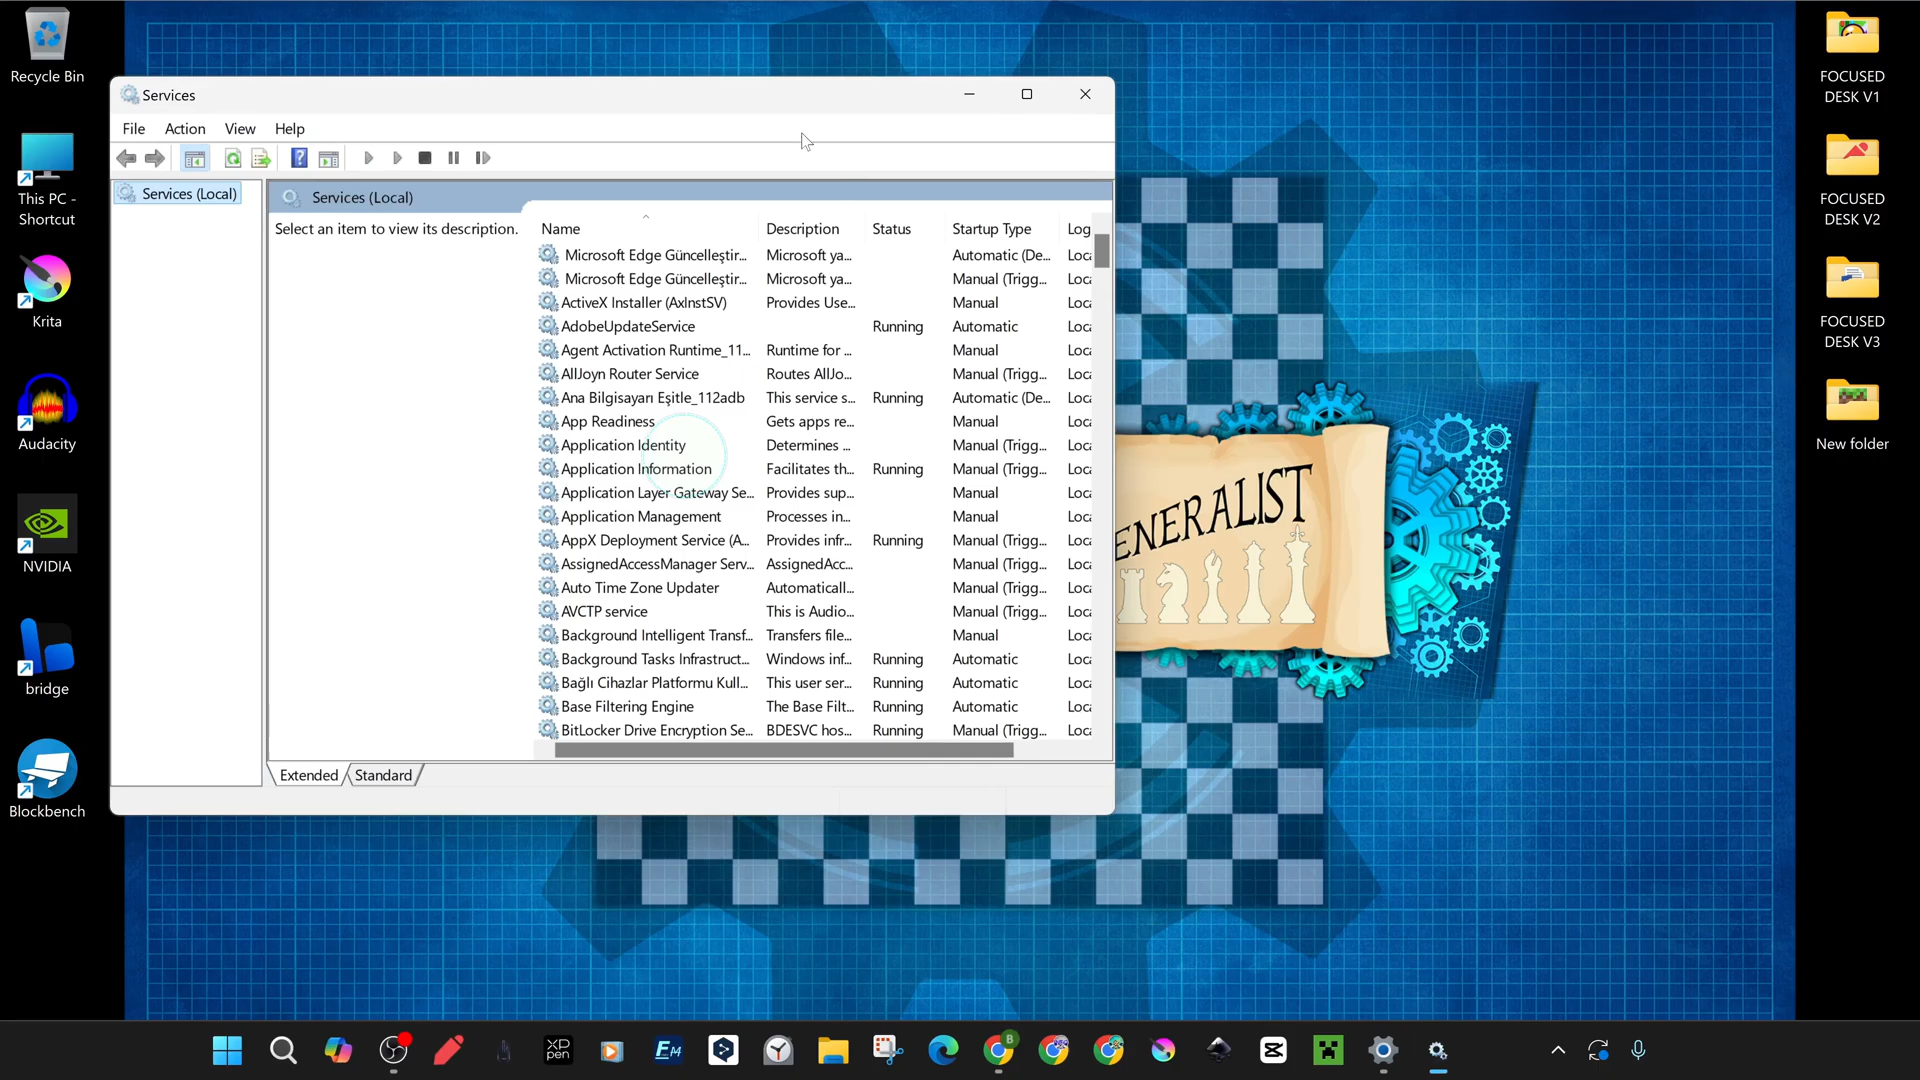 Recycle Bin
This PC -
Shortcut
Krita
Audacity
NVIDIA
bridge
Blockbench
Services
File Action View Help
Services (Local)
Services (Local)
Select an item to view its description.
Name Description Status Startup Type Log
Microsoft Edge Güncelleştir... Microsoft ya... Automatic (De... Loca
Microsoft Edge Güncelleştir... Microsoft ya... Manual (Trigg... Loca
ActiveX Installer (AxInstSV) Provides Use... Manual Loca
AdobeUpdateService Running Automatic Loca
Agent Activation Runtime_11... Runtime for ... Manual Loca
AllJoyn Router Service Routes AllJo... Manual (Trigg... Loca
Ana Bilgisayarı Eşitle_112adb This service s... Running Automatic (De... Loca
App Readiness Gets apps re... Manual Loca
Application Identity Determines ... Manual (Trigg... Loca
Application Information Facilitates th... Running Manual (Trigg... Loca
Application Layer Gateway Se... Provides sup... Manual Loca
Application Management Processes in... Manual Loca
AppX Deployment Service (A... Provides infr... Running Manual (Trigg... Loca
AssignedAccessManager Serv... AssignedAcc... Manual (Trigg... Loca
Auto Time Zone Updater Automaticall... Manual (Trigg... Loca
AVCTP service This is Audio... Manual (Trigg... Loca
Background Intelligent Transf... Transfers file... Manual Loca
Background Tasks Infrastruct... Windows inf... Running Automatic Loca
Bağlı Cihazlar Platformu Kull... This user ser... Running Automatic Loca
Base Filtering Engine The Base Filt... Running Automatic Loca
BitLocker Drive Encryption Se... BDESVC hos... Running Manual (Trigg... Loca
Extended Standard
ENERALIST
FOCUSED
DESK V1
FOCUSED
DESK V2
FOCUSED
DESK V3
New folder
XP
pen
B